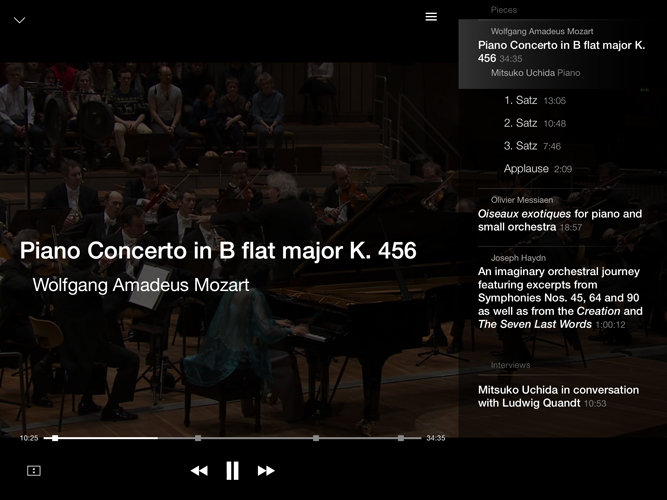 Piano Concerto in B flat major K. 456
Wolfgang Amadeus Mozart
10:25
34:35
Pieces
Wolfgang Amadeus Mozart
Piano Concerto in B flat major K.
456 34:35
Mitsuko Uchida Piano
1. Satz 13:05
2. Satz 10:48
3. Satz 7:46
Applause 2:09
Olivier Messiaen
Oiseaux exotiques for piano and
small orchestra 18:57
Joseph Haydn
An imaginary orchestral journey
featuring excerpts from
Symphonies Nos. 45, 64 and 90
as well as from the Creation and
The Seven Last Words 1:00:12
Interviews
Mitsuko Uchida in conversation
with Ludwig Quandt 10:53